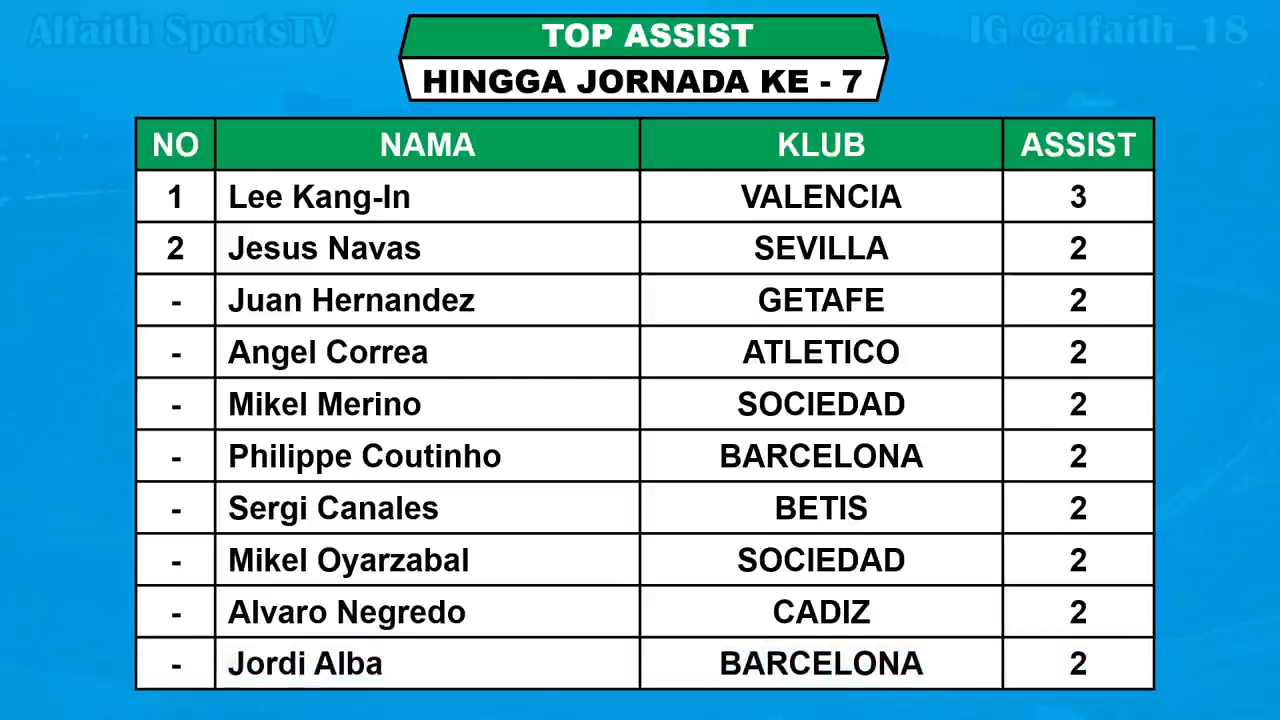 Alfaith SportsTV
IG @alfaith_18
TOP ASSIST
HINGGA JORNADA KE - 7
NO NAMA KLUB ASSIST
1 Lee Kang-In VALENCIA 3
2 Jesus Navas SEVILLA 2
- Juan Hernandez GETAFE 2
- Angel Correa ATLETICO 2
- Mikel Merino SOCIEDAD 2
- Philippe Coutinho BARCELONA 2
- Sergi Canales BETIS 2
- Mikel Oyarzabal SOCIEDAD 2
- Alvaro Negredo CADIZ 2
- Jordi Alba BARCELONA 2